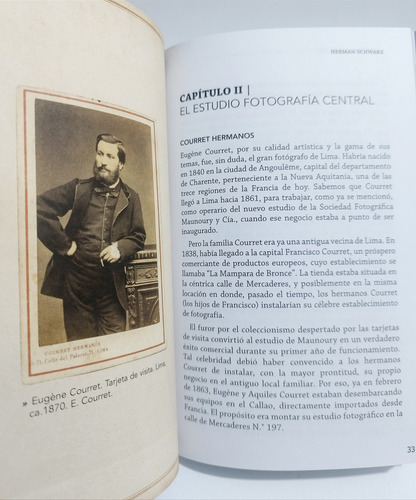 COURRET HERMANOS
» Eugène Courret. Tarjeta de visita. Lima,
ca. 1870. E. Courret.
HERMAN SCHWARZ
CAPÍTULO II |
EL ESTUDIO FOTOGRAFÍA CENTRAL
COURRET HERMANOS
Eugène Courret, por su calidad artística y la gama de sus
temas, fue, sin duda, el gran fotógrafo de Lima. Habría nacido
en 1840 en la ciudad de Angoulême, capital del departamento
de Charente, perteneciente a la Nueva Aquitania, una de las
trece regiones de la Francia de hoy. Sabemos que Courret
llegó a Lima hacia 1861, para trabajar, como ya se mencionó,
como operario del nuevo estudio de la Sociedad Fotográfica
Maunoury y Cía., cuando ese negocio estaba a punto de ser
inaugurado.
Pero la familia Courret era ya una antigua vecina de Lima. En
1838, había llegado a la capital Francisco Courret, un próspero
comerciante de productos europeos, cuyo establecimiento se
llamaba "La Mampara de Bronce". La tienda estaba situada en
la céntrica calle de Mercaderes, y posiblemente en la misma
locación en donde, pasado el tiempo, los hermanos Courret
(los hijos de Francisco) instalarían su célebre establecimiento
de fotografía.
El furor por el coleccionismo despertado por las tarjetas
de visita convirtió al estudio de Maunoury en un verdadero
éxito comercial durante su primer año de funcionamiento.
Tal celebridad debió haber convencido a los hermanos
Courret de instalar, con la mayor prontitud, su propio
negocio en el antiguo local familiar. Por eso, ya en febrero
de 1863, Eugène y Aquiles Courret estaban desembarcando
sus equipos en el Callao, directamente importados desde
Francia. El propósito era montar su estudio fotográfico en la
calle de Mercaderes N.° 197.
33